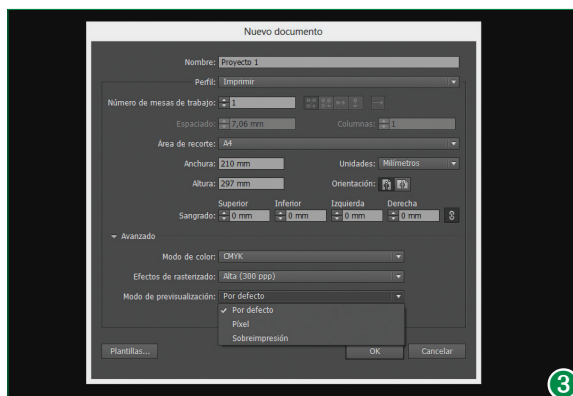 Nuevo documento
Nombre: Proyecto 1
Perfil: Imprimir
Número de mesas de trabajo: 1
Espaciado: 7,06 mm Columnas: 1
Área de recorte: A4
Anchura: 210 mm Unidades: Milímetros
Altura: 297 mm Orientación:
Superior Inferior Izquierda Derecha
Sangrado: 0 mm 0 mm 0 mm 0 mm
Avanzado
Modo de color: CMYK
Efectos de rasterizado: Alta (300 ppp)
Modo de previsualización: Por defecto
Por defecto
Píxel
Sobreimpresión
Plantillas... OK Cancelar
3